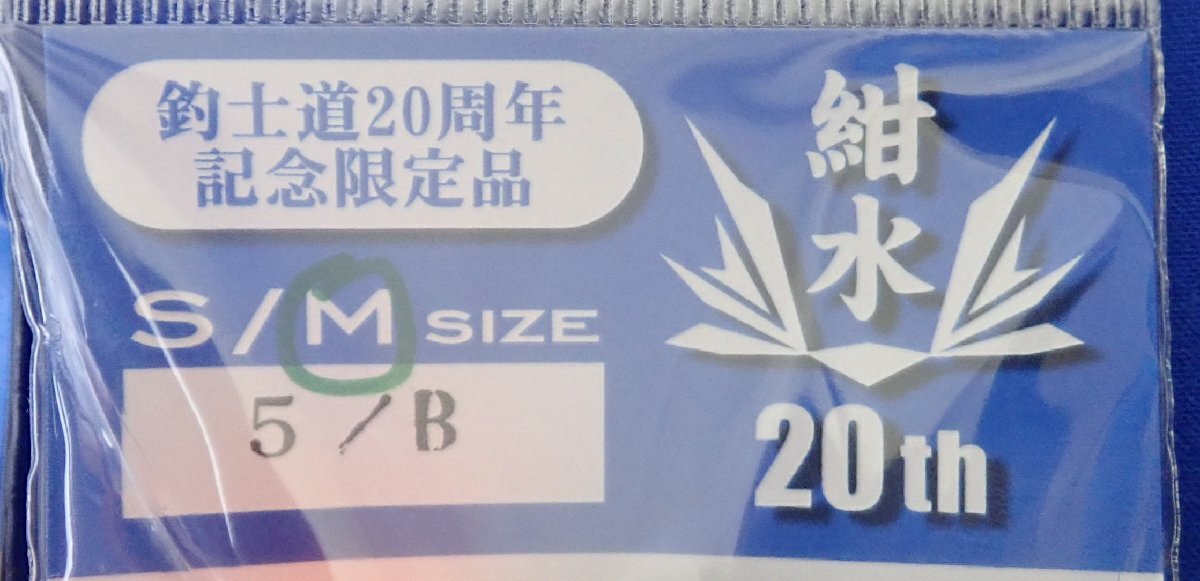 釣士道20周年
記念限定品
S/M SIZE
5/B
紺水
20th